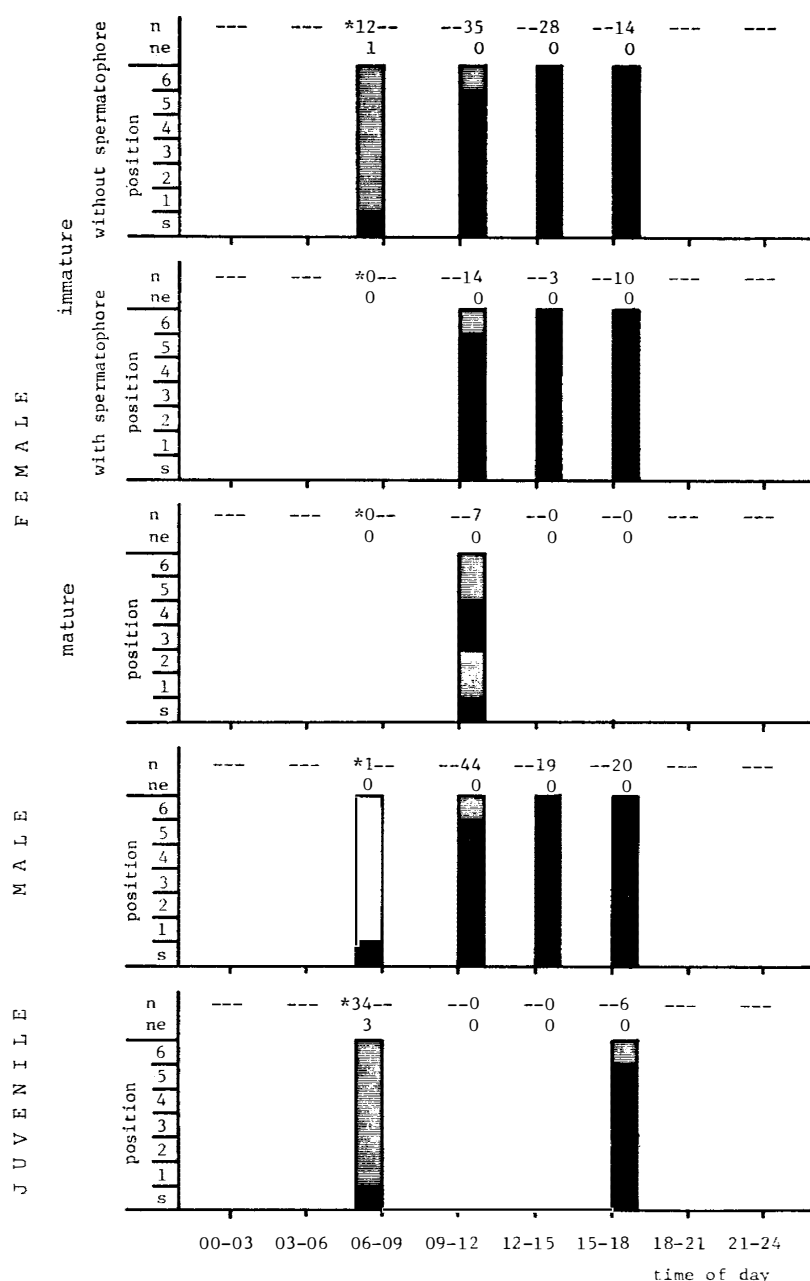 n --- --- *12-- --35 --28 --14 --- ---
ne 1 0 0 0
6
5
4
3
2
1
s
position
without spermatophore
n --- --- *0-- --14 --3 --10 --- ---
ne 0 0 0 0
6
5
4
3
2
1
s
position
with spermatophore
immature
n --- --- *0-- --7 --0 --0 --- ---
ne 0 0 0 0
6
5
4
3
2
1
s
position
mature
FEMALE
n --- --- *1-- --44 --19 --20 --- ---
ne 0 0 0 0
6
5
4
3
2
1
s
position
MALE
n --- --- *34-- --0 --0 --6 --- ---
ne 3 0 0 0
6
5
4
3
2
1
s
position
JUVENILE
00-03 03-06 06-09 09-12 12-15 15-18 18-21 21-24
time of day